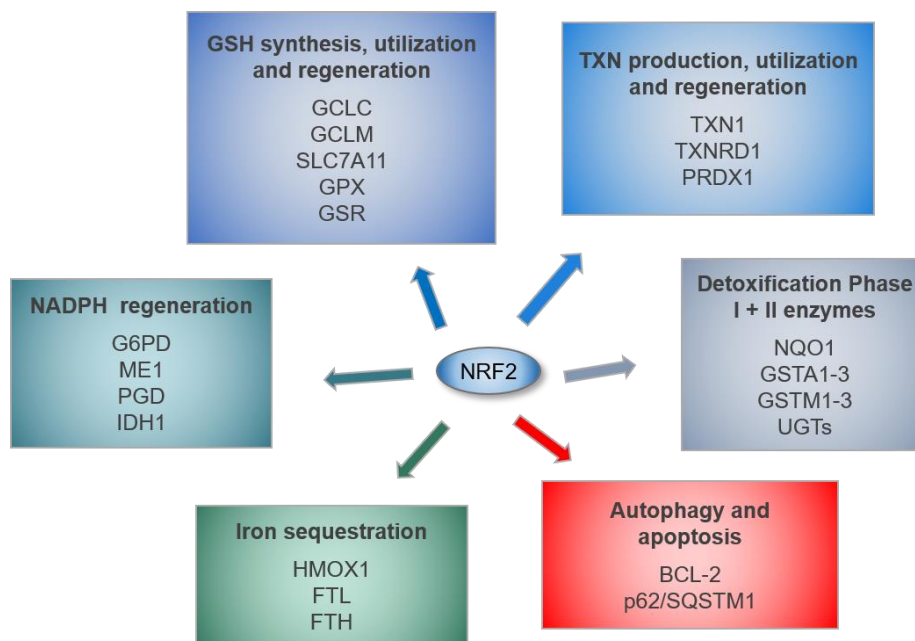 GSH synthesis, utilization
and regeneration
GCLC
GCLM
SLC7A11
GPX
GSR
TXN production, utilization
and regeneration
TXN1
TXNRD1
PRDX1
NADPH regeneration
G6PD
ME1
PGD
IDH1
NRF2
Detoxification Phase
I + II enzymes
NQO1
GSTA1-3
GSTM1-3
UGTs
Iron sequestration
HMOX1
FTL
FTH
Autophagy and
apoptosis
BCL-2
p62/SQSTM1